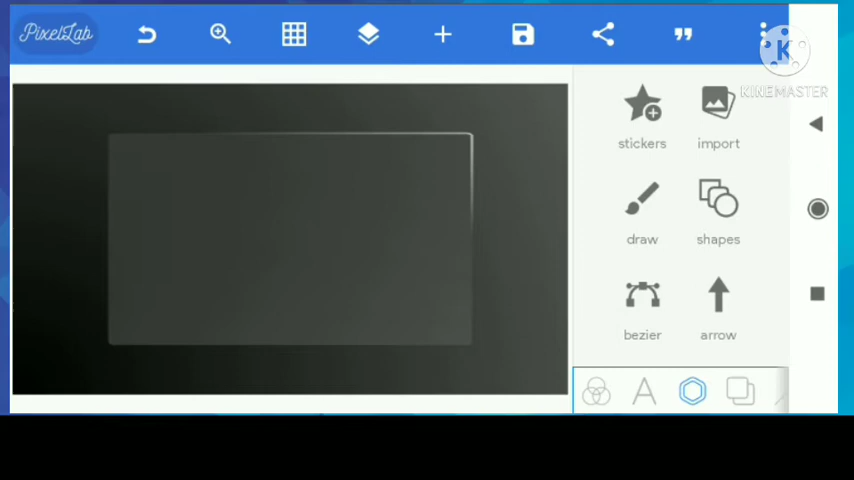 PixelLab
K
KINEMASTER
stickers
import
draw
shapes
bezier
arrow
A